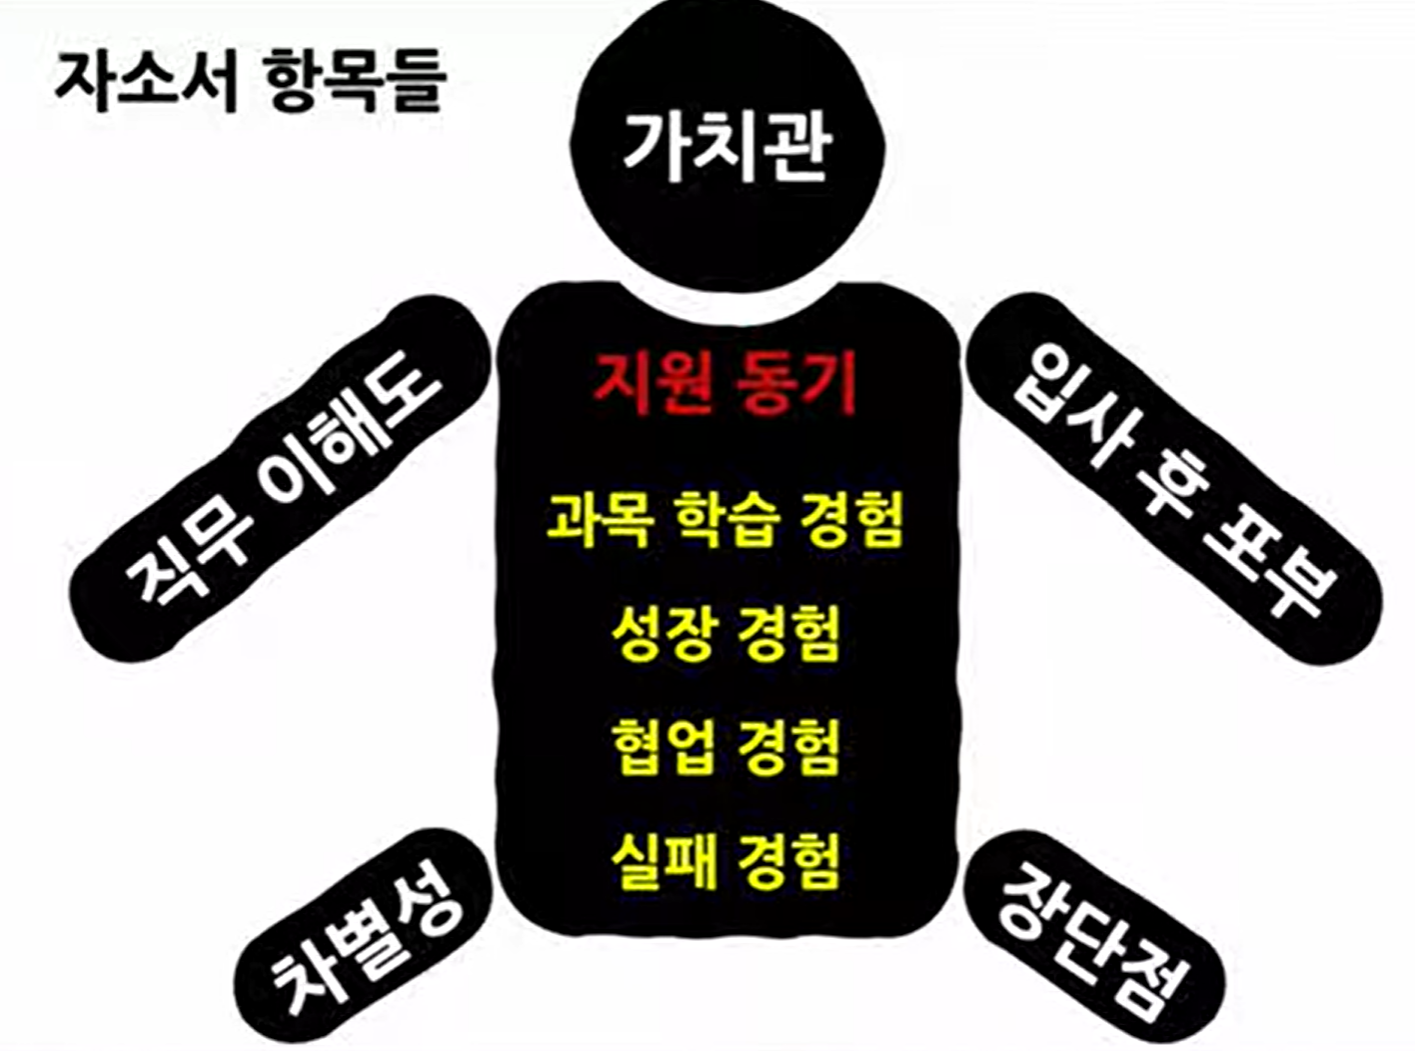 자소서 항목들
가치관
직무 이해도
지원 동기
과목 학습 경험
성장 경험
협업 경험
실패 경험
입사 후 포부
차별성
장단점